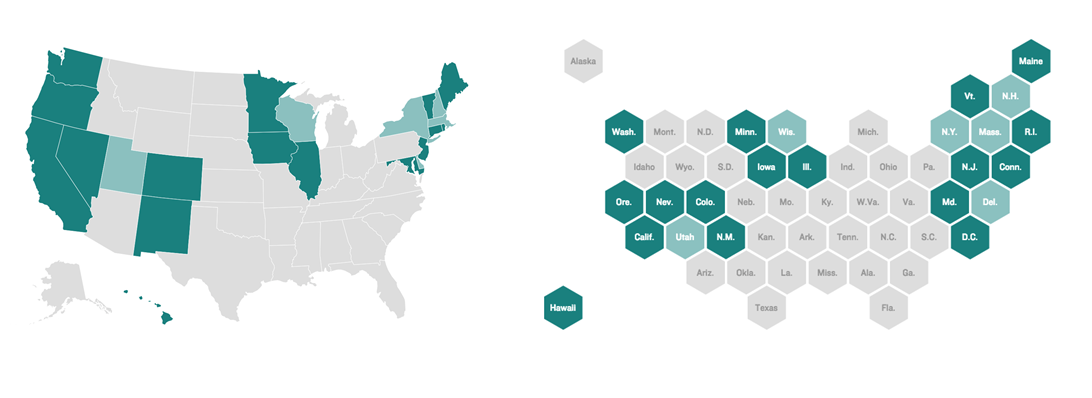 Alaska
Maine
Vt. N.H.
Wash. Mont. N.D. Minn. Wis. Mich. N.Y. Mass. R.I.
Idaho Wyo. S.D. Iowa Ill. Ind. Ohio Pa. N.J. Conn.
Ore. Nev. Colo. Neb. Mo. Ky. W.Va. Va. Md. Del.
Calif. Utah N.M. Kan. Ark. Tenn. N.C. S.C. D.C.
Ariz. Okla. La. Miss. Ala. Ga.
Hawaii Texas Fla.